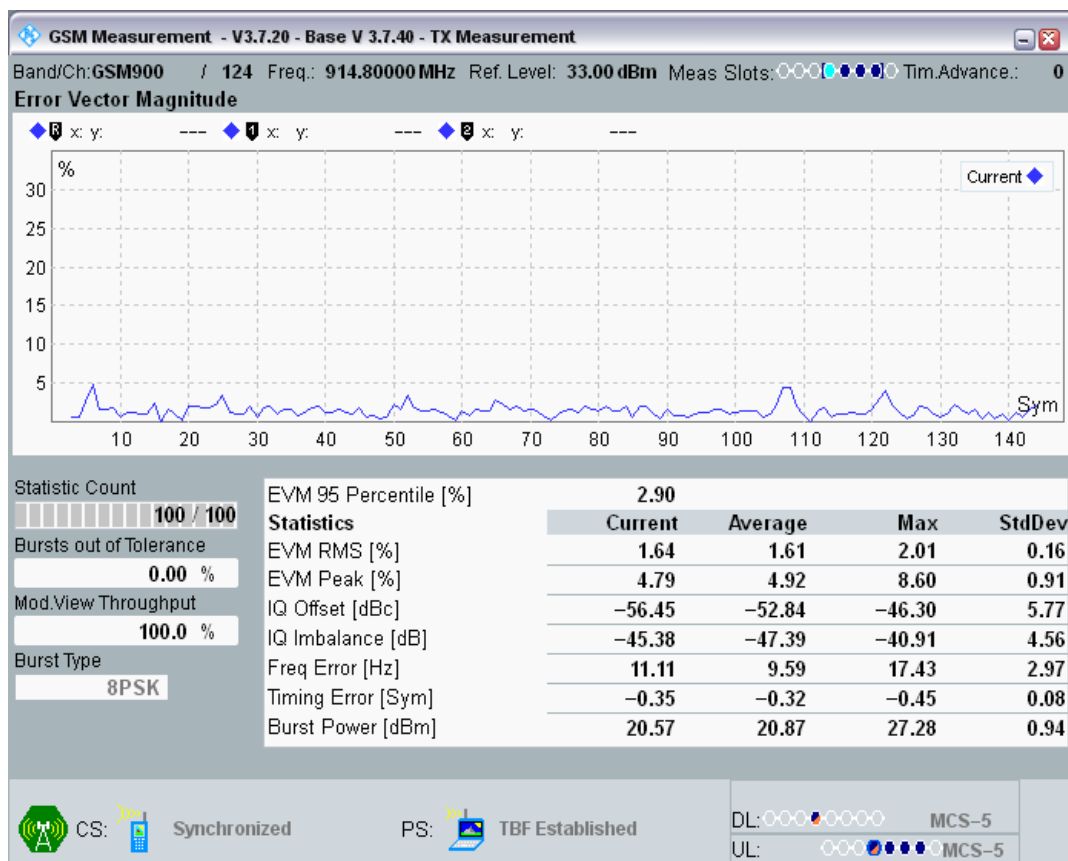 GSM Measurement - V3.7.20 - Base V 3.7.40 - TX Measurement
Band/Ch:GSM900 / 124 Freq.: 914.80000 MHz Ref. Level: 33.00 dBm Meas Slots: Tim.Advance.: 0
Error Vector Magnitude
R x: y: --- 1 x: y: --- 2 x: y: ---
%
Current
30
25
20
15
10
5
Sym
10 20 30 40 50 60 70 80 90 100 110 120 130 140
Statistic Count
100 / 100
Bursts out of Tolerance
0.00 %
Mod.View Throughput
100.0 %
Burst Type
8PSK
EVM 95 Percentile [%] 2.90
Statistics Current Average Max StdDev
EVM RMS [%] 1.64 1.61 2.01 0.16
EVM Peak [%] 4.79 4.92 8.60 0.91
IQ Offset [dBc] −56.45 −52.84 −46.30 5.77
IQ Imbalance [dB] −45.38 −47.39 −40.91 4.56
Freq Error [Hz] 11.11 9.59 17.43 2.97
Timing Error [Sym] −0.35 −0.32 −0.45 0.08
Burst Power [dBm] 20.57 20.87 27.28 0.94
CS: Synchronized PS: TBF Established
DL: MCS−5
UL: MCS−5